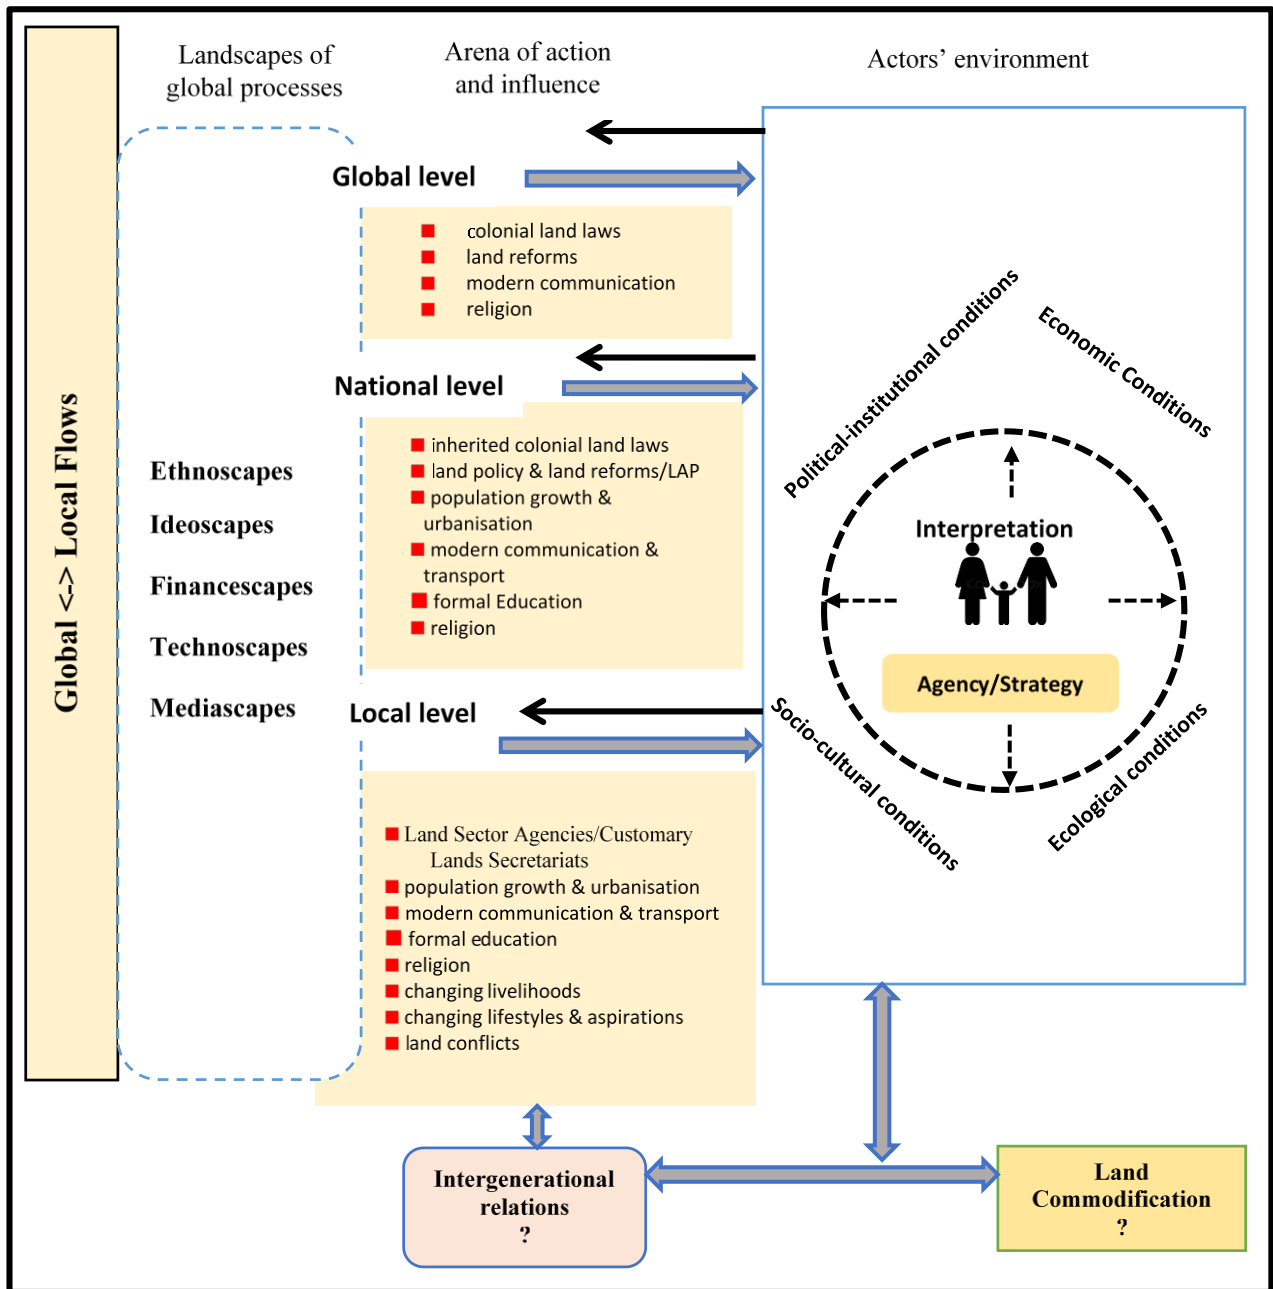 Landscapes of
global processes
Arena of action
and influence
Actors' environment
Global <-> Local Flows
Ethnoscapes
Ideoscapes
Financescapes
Technoscapes
Mediascapes
Global level
colonial land laws
land reforms
modern communication
religion
National level
inherited colonial land laws
land policy & land reforms/LAP
population growth &
urbanisation
modern communication &
transport
formal Education
religion
Local level
Land Sector Agencies/Customary
Lands Secretariats
population growth & urbanisation
modern communication & transport
formal education
religion
changing livelihoods
changing lifestyles & aspirations
land conflicts
Political-institutional conditions
Economic Conditions
Interpretation
Agency/Strategy
Socio-cultural conditions
Ecological conditions
Intergenerational
relations
?
Land
Commodification
?